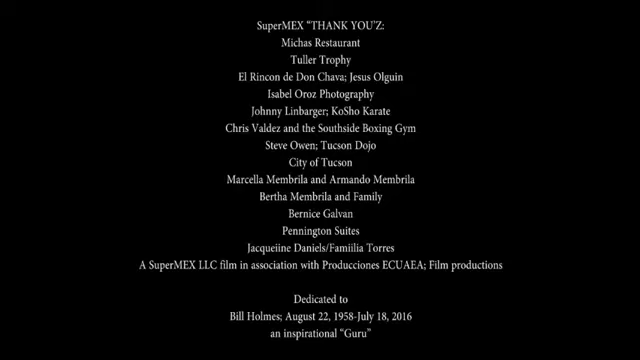 SuperMEX “THANK YOU’Z:
Michas Restaurant
Tuller Trophy
El Rincon de Don Chava; Jesus Olguin
Isabel Oroz Photography
Johnny Linbarger; KoSho Karate
Chris Valdez and the Southside Boxing Gym
Steve Owen; Tucson Dojo
City of Tucson
Marcella Membrila and Armando Membrila
Bertha Membrila and Family
Bernice Galvan
Pennington Suites
Jacqueiine Daniels/Famiilia Torres
A SuperMEX LLC film in association with Producciones ECUAEA; Film productions
Dedicated to
Bill Holmes; August 22, 1958-July 18, 2016
an inspirational “Guru”